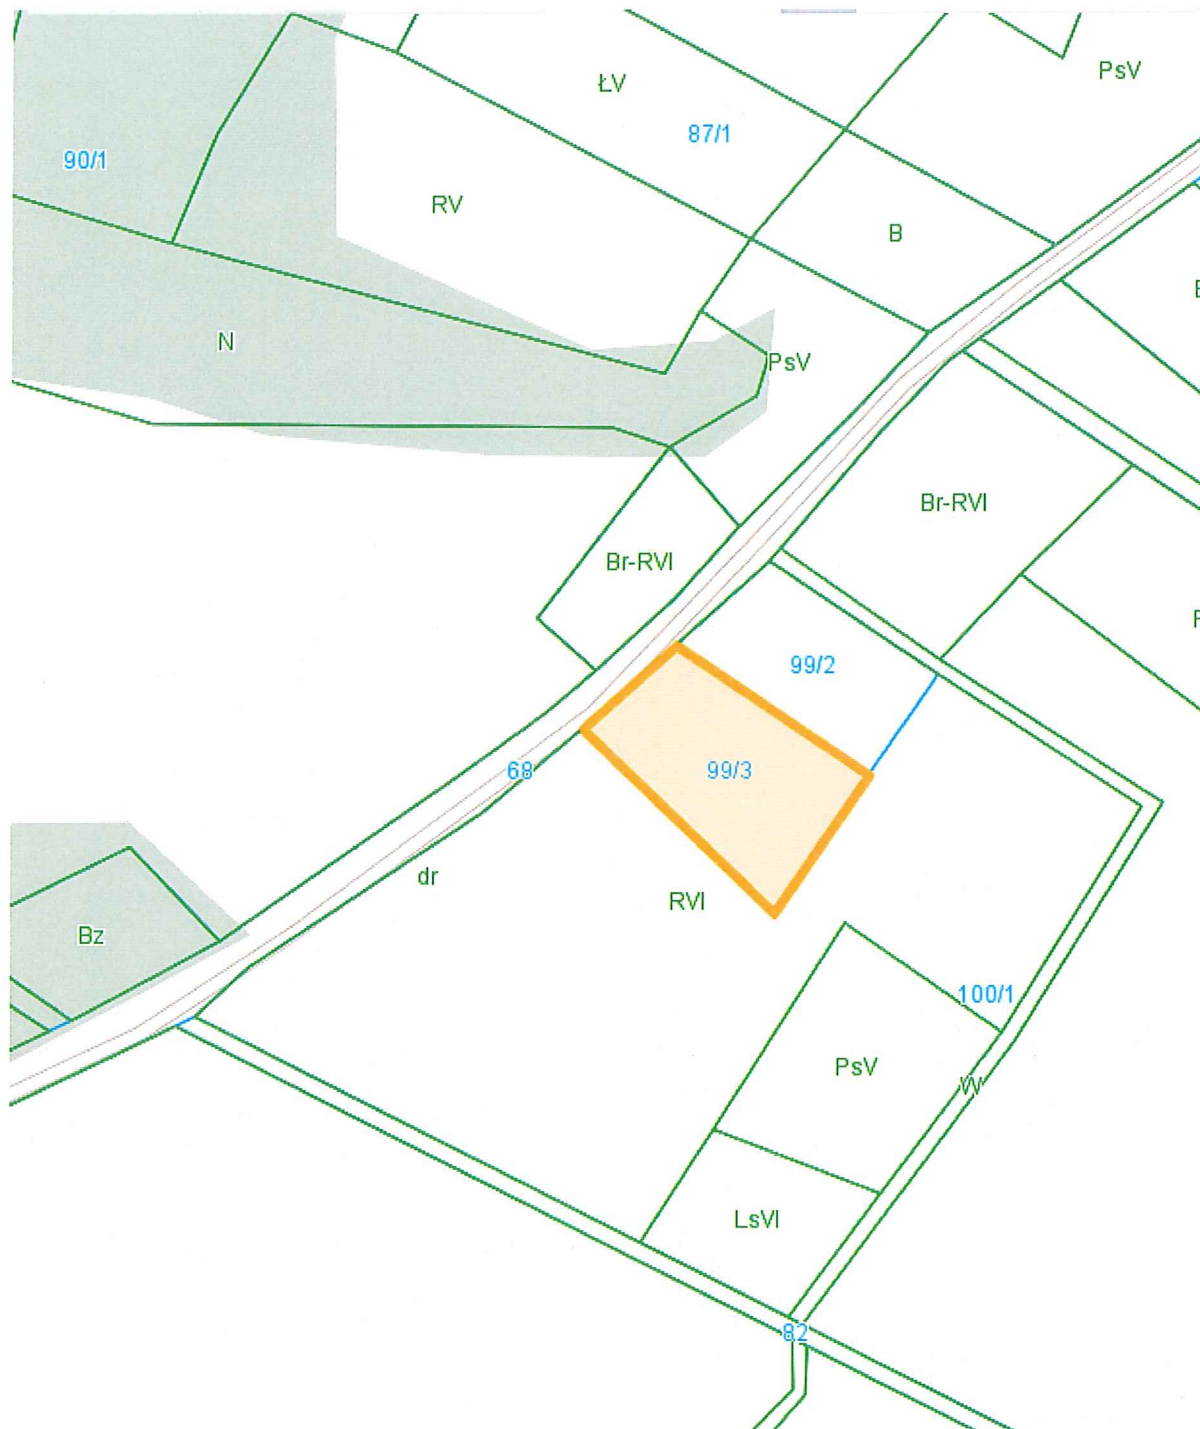 PsV
ŁV
87/1
90/1
RV
B
N
PsV
Br-RVI
Br-RVI
99/2
68
99/3
dr
RVI
Bz
100/1
PsV
W
LsVI
82